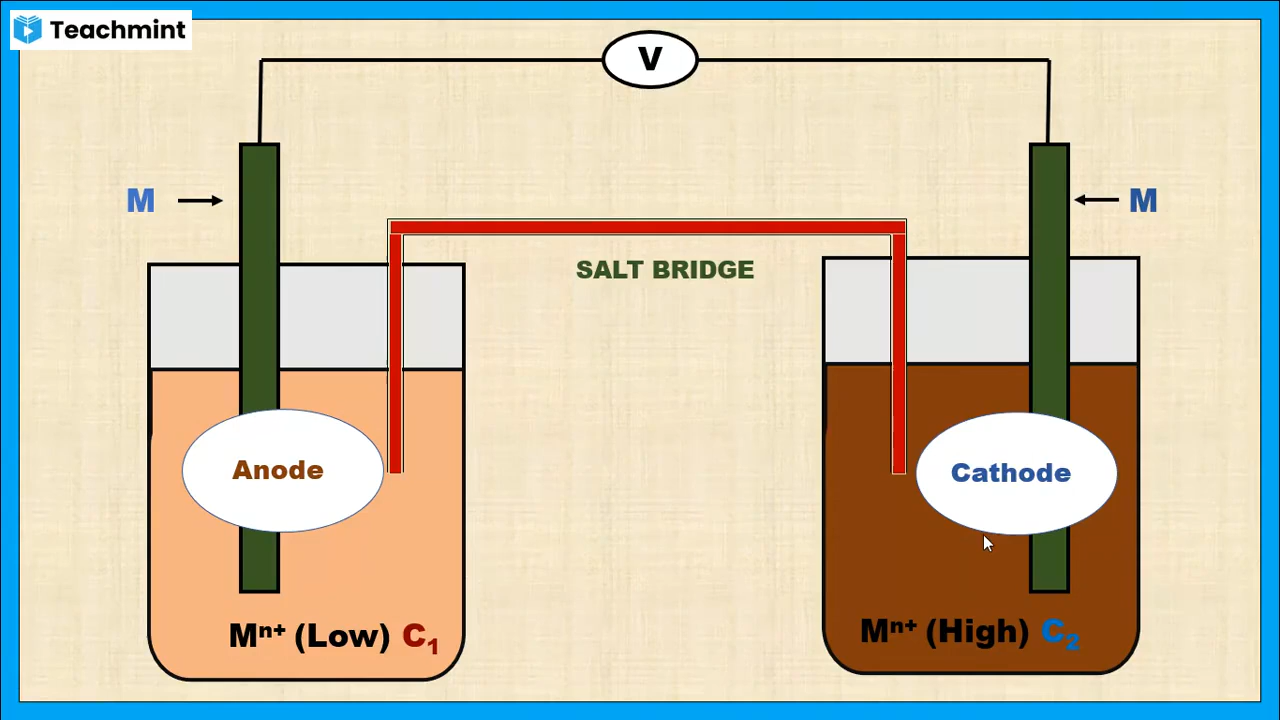 Teachmint
V
M
M
SALT BRIDGE
Anode
Cathode
Mⁿ⁺ (Low) C₁
Mⁿ⁺ (High) C₂